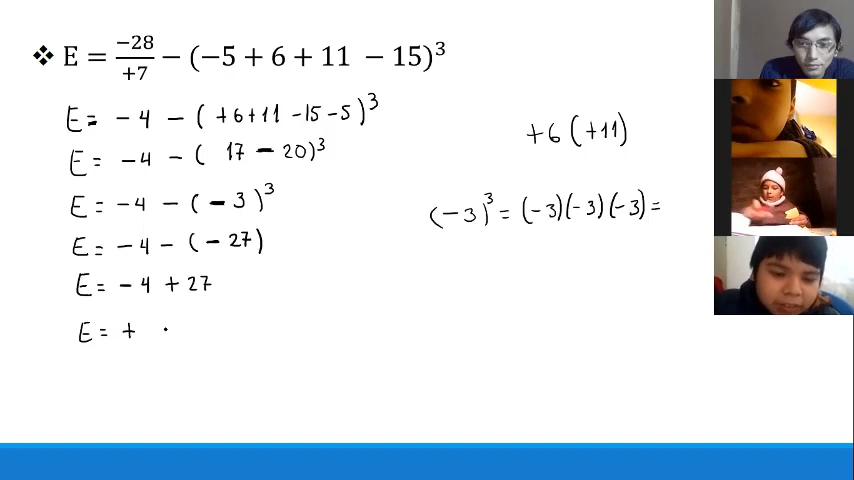 ❖ E = −28/+7 − (−5 + 6 + 11 − 15)³
E = − 4 − ( +6+11 −15 −5 )³
E = −4 − ( 17 − 20)³
E = −4 − ( − 3 )³
E = − 4 − ( − 27)
E = − 4 + 27
E = + .
+6 (+11)
(−3)³ = (−3)(−3)(−3) =